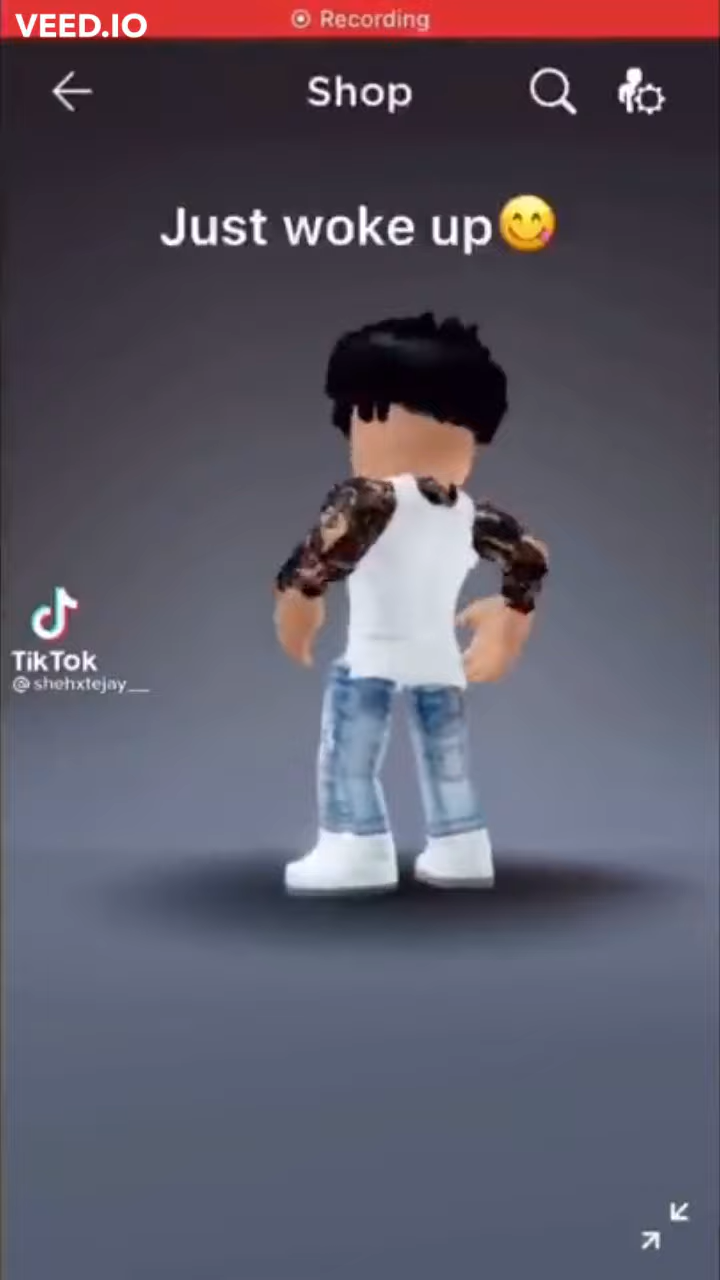 VEED.IO
Recording
Shop
Just woke up😋
TikTok
@shehxtejay__